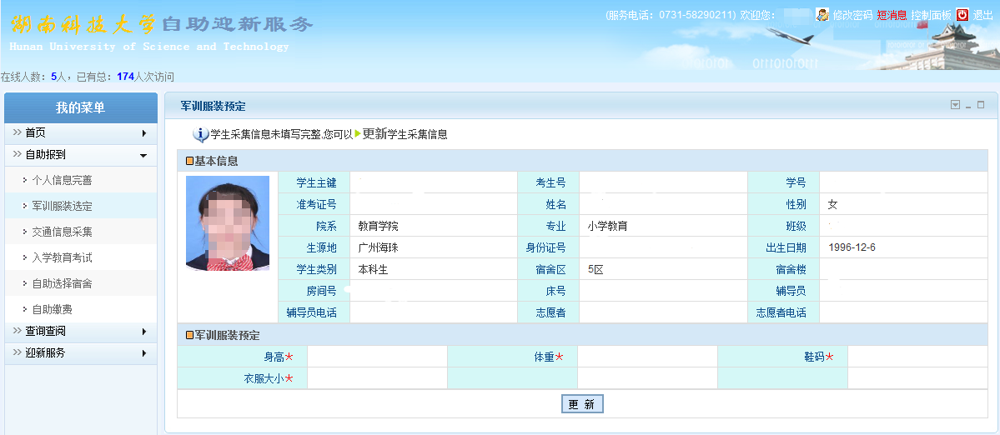 湖南科技大学自助迎新服务
Hunan University of Science and Technology
(服务电话：0731-58290211) 欢迎您： 修改密码 短消息 控制面板 退出
在线人数：5人，已有总：174人次访问
我的菜单
首页
自助报到
个人信息完善
军训服装选定
交通信息采集
入学教育考试
自助选择宿舍
自助缴费
查询查阅
迎新服务
军训服装预定
学生采集信息未填写完整,您可以更新学生采集信息
基本信息
学生主键 考生号 学号
准考证号 姓名 性别 女
院系 教育学院 专业 小学教育 班级
生源地 广州海珠 身份证号 出生日期 1996-12-6
学生类别 本科生 宿舍区 5区 宿舍楼
房间号 床号 辅导员
辅导员电话 志愿者 志愿者电话
军训服装预定
身高* 体重* 鞋码*
衣服大小*
更 新